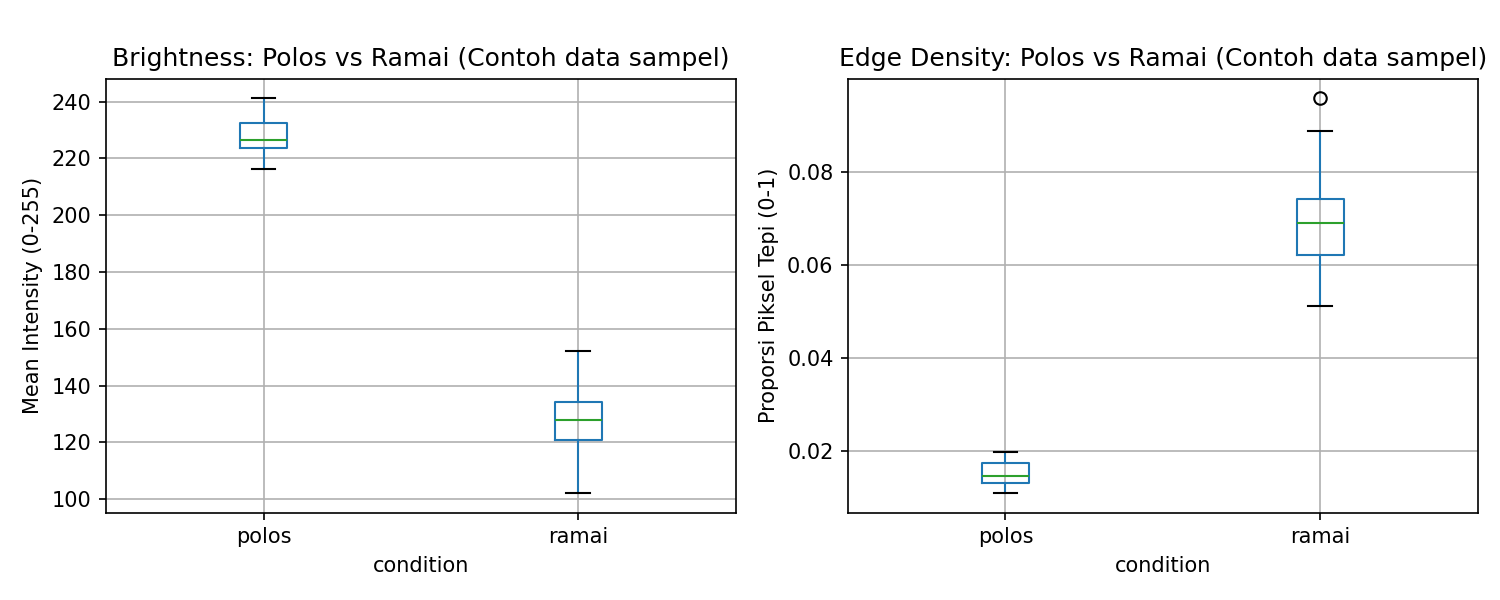 Brightness: Polos vs Ramai (Contoh data sampel)
Mean Intensity (0-255)
240
220
200
180
160
140
120
100
polos
ramai
condition
Edge Density: Polos vs Ramai (Contoh data sampel)
Proporsi Piksel Tepi (0-1)
0.08
0.06
0.04
0.02
polos
ramai
condition